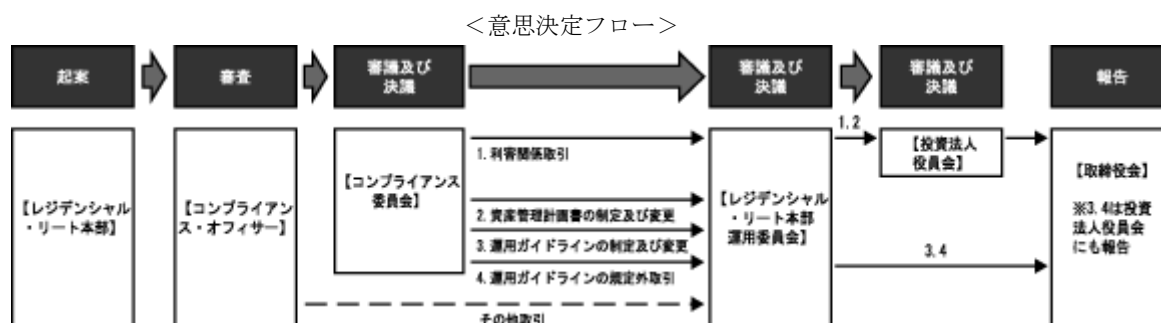 ＜意思決定フロー＞
起案
審査
審議及び
決議
審議及び
決議
審議及び
決議
報告
【レジデンシャル
・リート本部】
【コンプライアン
ス・オフィサー】
【コンプライアンス
委員会】
1. 利害関係取引
2. 資産管理計画書の制定及び変更
3. 運用ガイドラインの制定及び変更
4. 運用ガイドラインの規定外取引
その他取引
【レジデンシャル
・リート本部
運用委員会】
1.2
【投資法人
役員会】
3.4
【取締役会】
※3.4は投資
法人役員会
にも報告